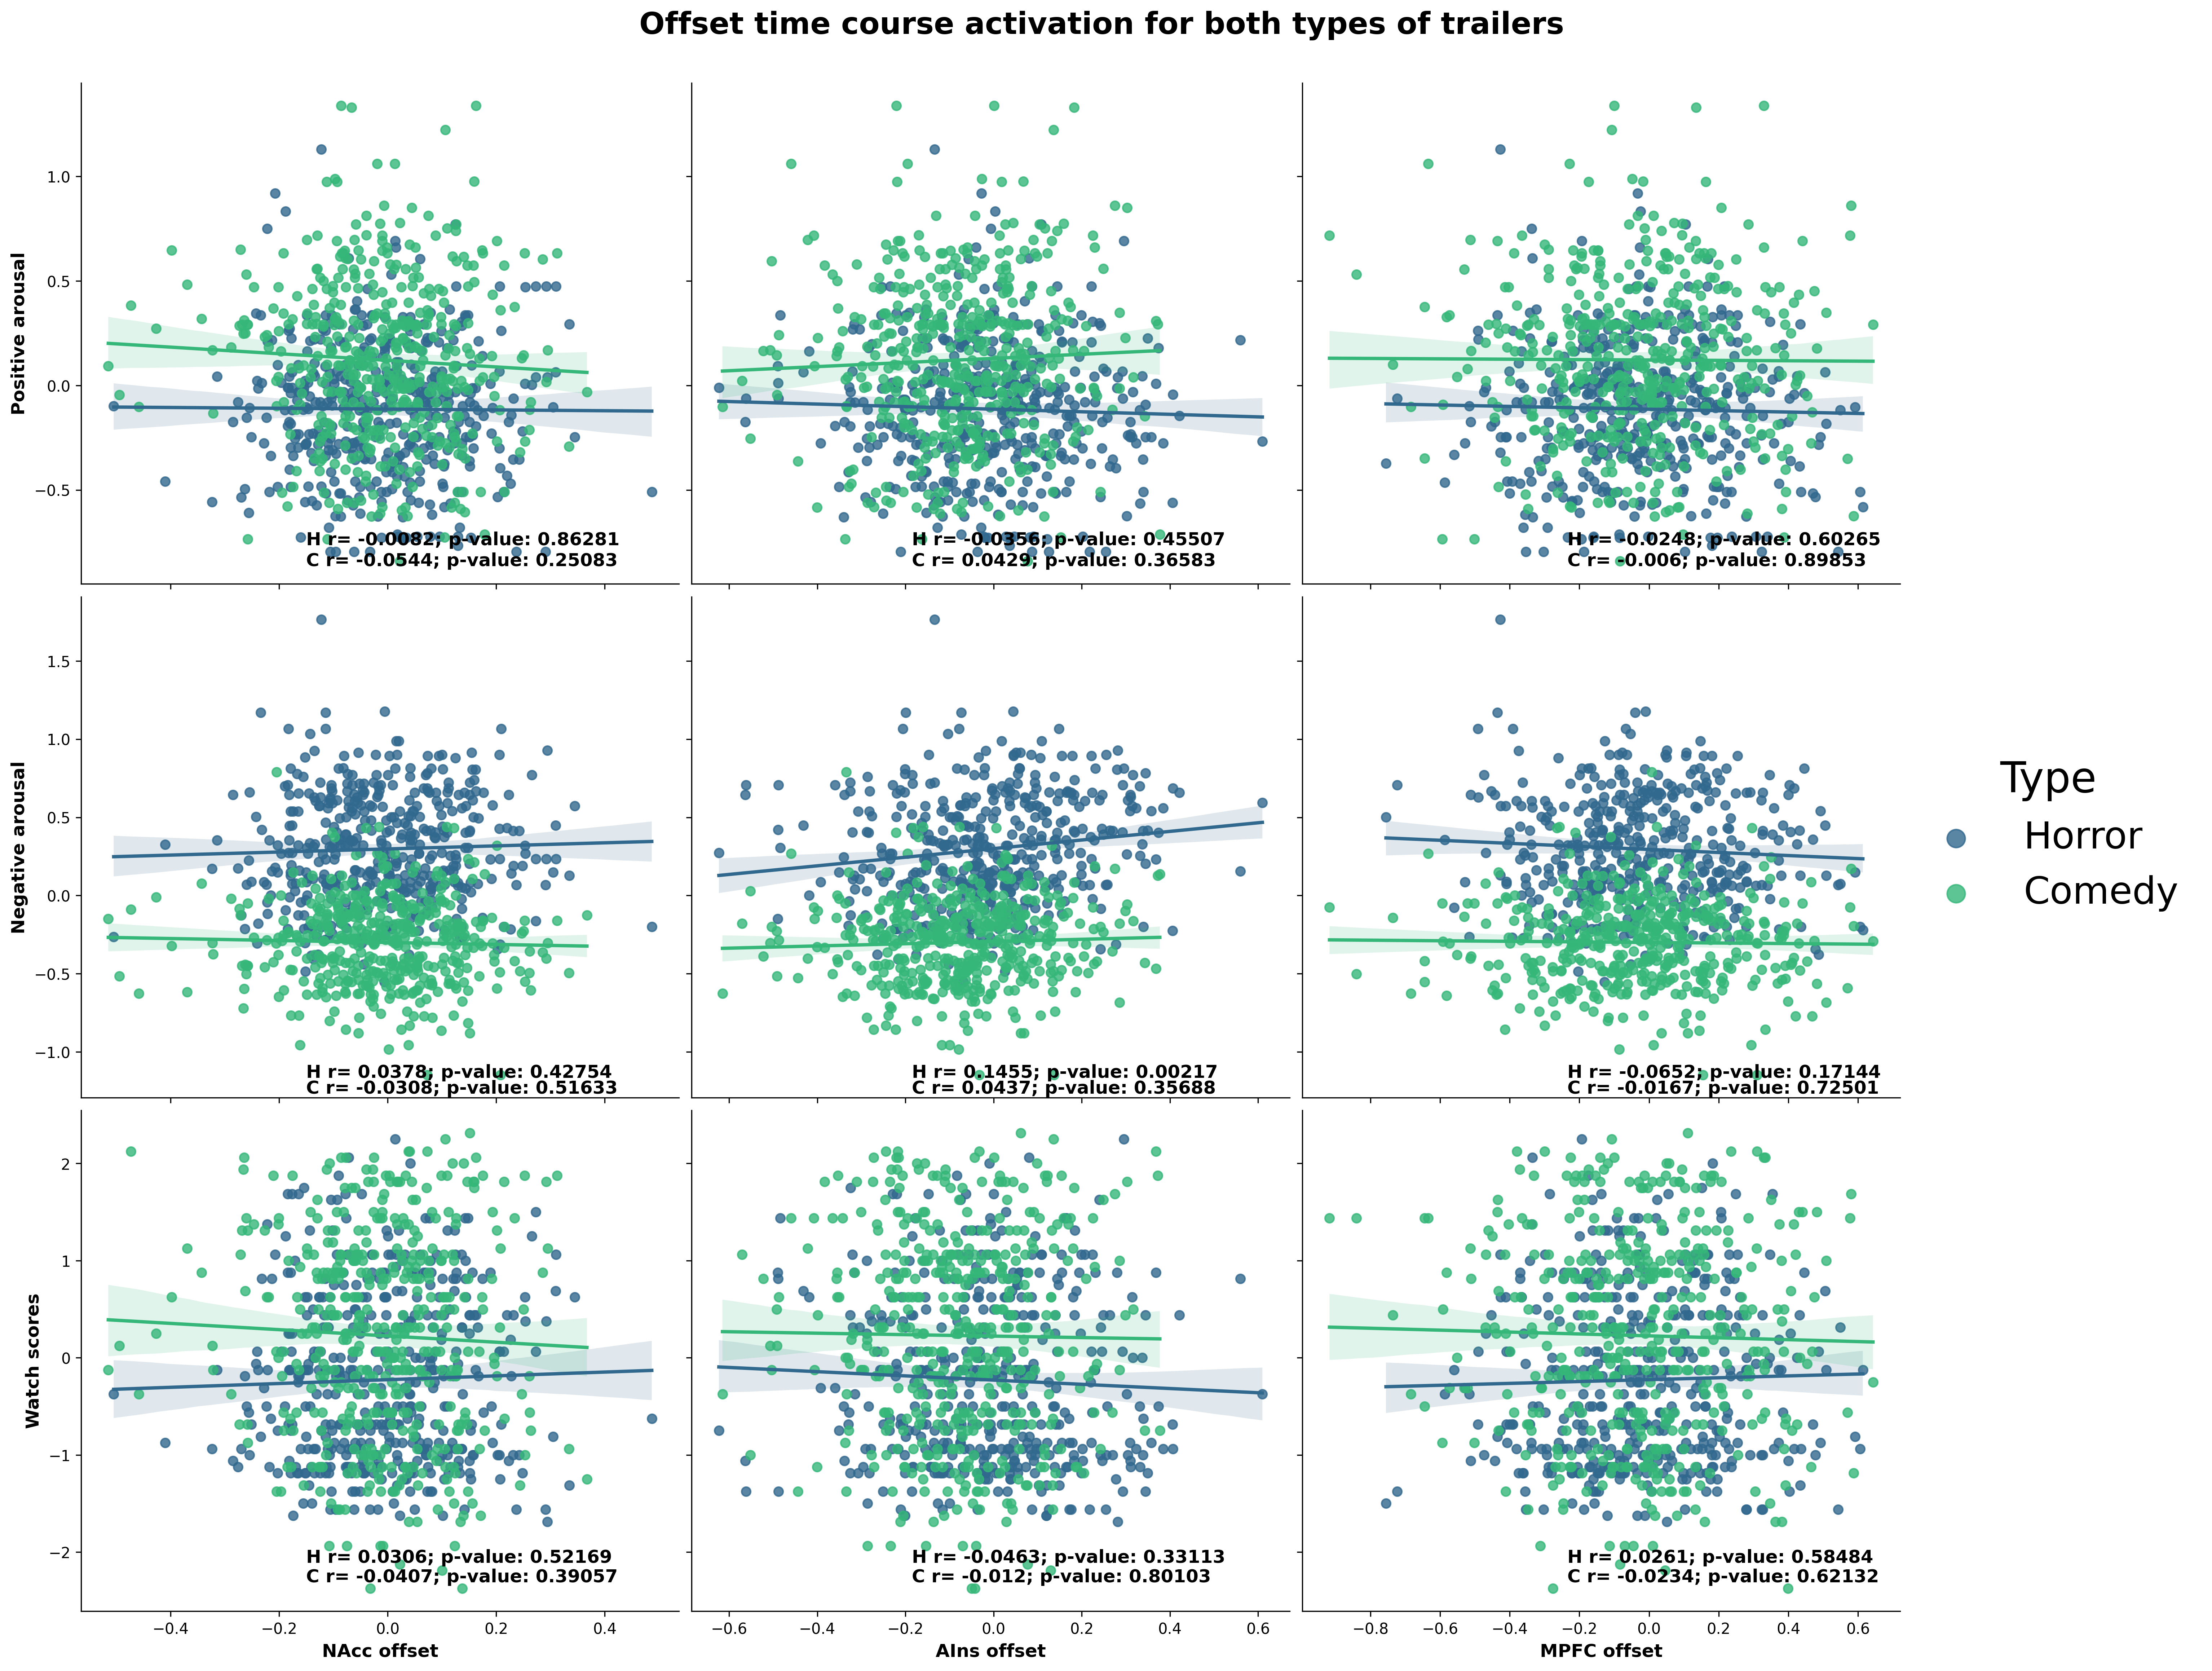 Offset time course activation for both types of trailers
Positive arousal
1.0
0.5
0.0
−0.5
H r= -0.0082; p-value: 0.86281
C r= -0.0544; p-value: 0.25083
H r= -0.0356; p-value: 0.45507
C r= 0.0429; p-value: 0.36583
H r= -0.0248; p-value: 0.60265
C r= -0.006; p-value: 0.89853
Negative arousal
1.5
1.0
0.5
0.0
−0.5
−1.0
H r= 0.0378; p-value: 0.42754
C r= -0.0308; p-value: 0.51633
H r= 0.1455; p-value: 0.00217
C r= 0.0437; p-value: 0.35688
H r= -0.0652; p-value: 0.17144
C r= -0.0167; p-value: 0.72501
Type
Horror
Comedy
Watch scores
2
1
0
−1
−2
H r= 0.0306; p-value: 0.52169
C r= -0.0407; p-value: 0.39057
H r= -0.0463; p-value: 0.33113
C r= -0.012; p-value: 0.80103
H r= 0.0261; p-value: 0.58484
C r= -0.0234; p-value: 0.62132
−0.4 −0.2 0.0 0.2 0.4
NAcc offset
−0.6 −0.4 −0.2 0.0 0.2 0.4 0.6
AIns offset
−0.8 −0.6 −0.4 −0.2 0.0 0.2 0.4 0.6
MPFC offset